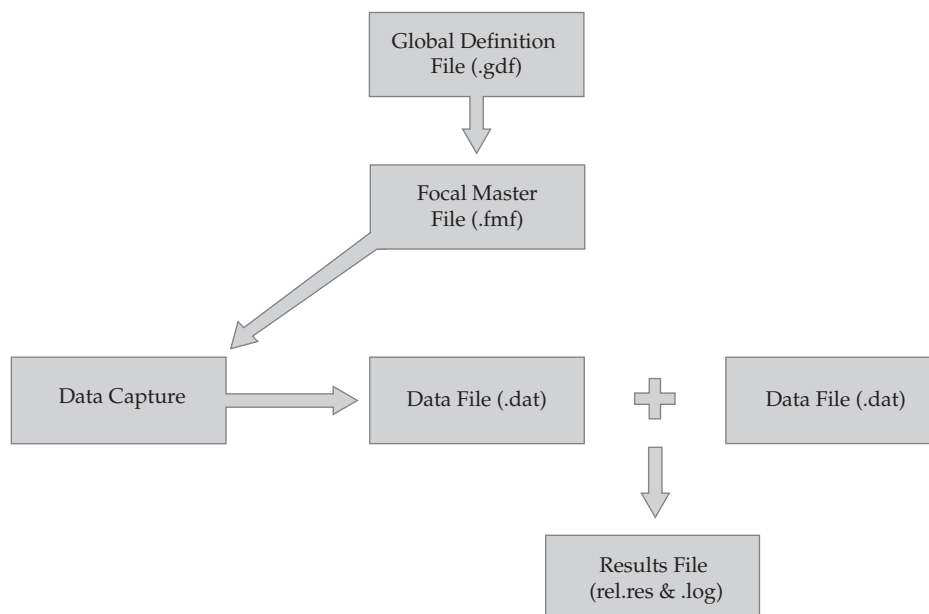 Global Definition
File (.gdf)
Focal Master
File (.fmf)
Data Capture
Data File (.dat)
Data File (.dat)
Results File
(rel.res & .log)